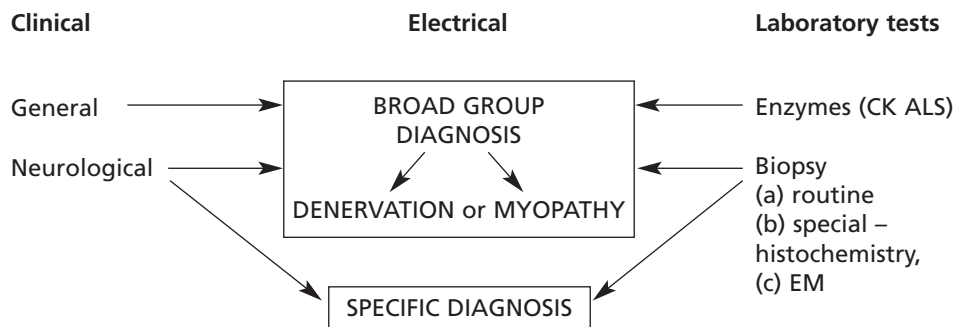 Clinical
Electrical
Laboratory tests
General
Neurological
BROAD GROUP
DIAGNOSIS
DENERVATION or MYOPATHY
Enzymes (CK ALS)
Biopsy
(a) routine
(b) special –
histochemistry,
(c) EM
SPECIFIC DIAGNOSIS